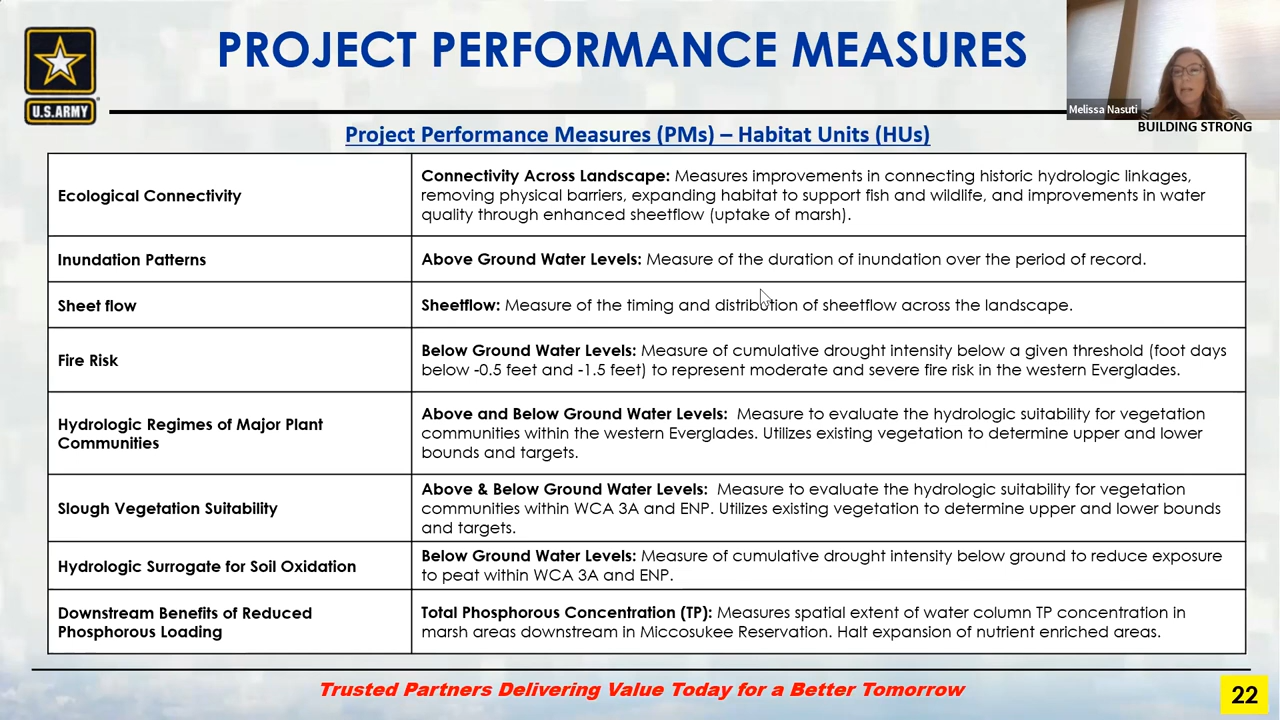 PROJECT PERFORMANCE MEASURES
U.S.ARMY
Melissa Nasuti
BUILDING STRONG
Project Performance Measures (PMs) – Habitat Units (HUs)
Ecological Connectivity
Connectivity Across Landscape: Measures improvements in connecting historic hydrologic linkages,
removing physical barriers, expanding habitat to support fish and wildlife, and improvements in water
quality through enhanced sheetflow (uptake of marsh).
Inundation Patterns
Above Ground Water Levels: Measure of the duration of inundation over the period of record.
Sheet flow
Sheetflow: Measure of the timing and distribution of sheetflow across the landscape.
Fire Risk
Below Ground Water Levels: Measure of cumulative drought intensity below a given threshold (foot days
below -0.5 feet and -1.5 feet) to represent moderate and severe fire risk in the western Everglades.
Hydrologic Regimes of Major Plant
Communities
Above and Below Ground Water Levels: Measure to evaluate the hydrologic suitability for vegetation
communities within the western Everglades. Utilizes existing vegetation to determine upper and lower
bounds and targets.
Slough Vegetation Suitability
Above & Below Ground Water Levels: Measure to evaluate the hydrologic suitability for vegetation
communities within WCA 3A and ENP. Utilizes existing vegetation to determine upper and lower bounds
and targets.
Hydrologic Surrogate for Soil Oxidation
Below Ground Water Levels: Measure of cumulative drought intensity below ground to reduce exposure
to peat within WCA 3A and ENP.
Downstream Benefits of Reduced
Phosphorous Loading
Total Phosphorous Concentration (TP): Measures spatial extent of water column TP concentration in
marsh areas downstream in Miccosukee Reservation. Halt expansion of nutrient enriched areas.
Trusted Partners Delivering Value Today for a Better Tomorrow
22